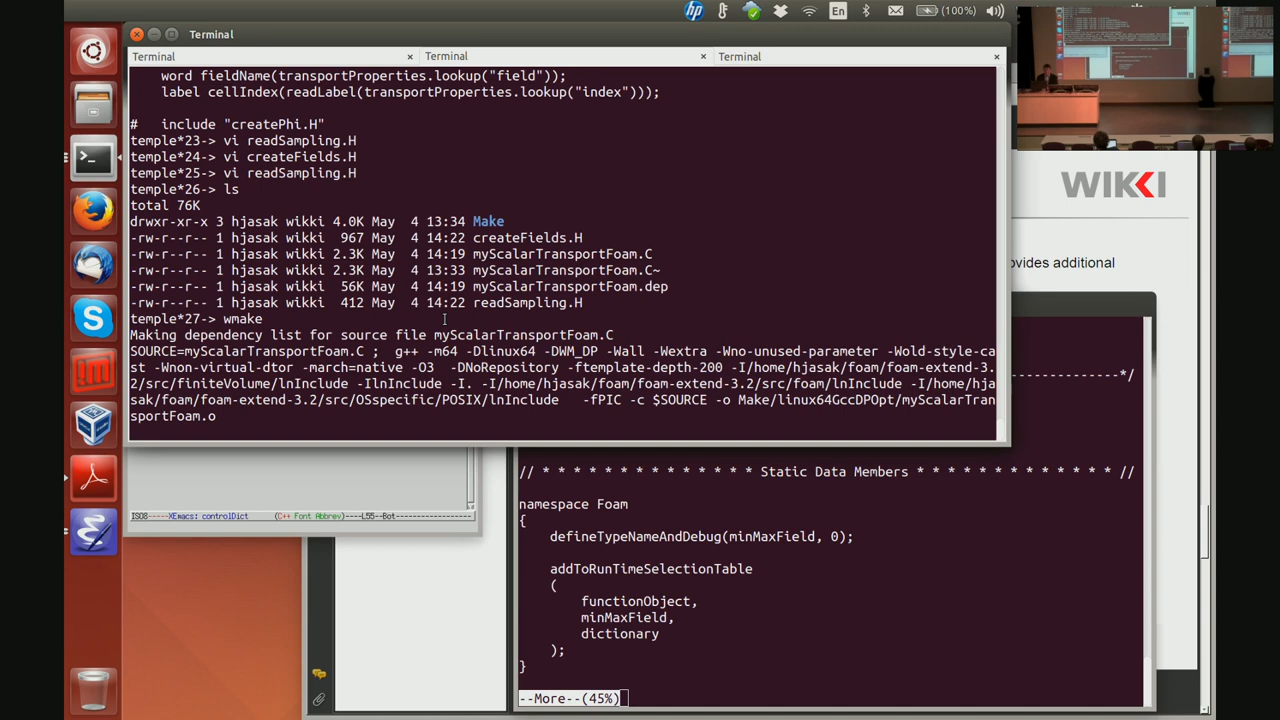 En
(100%)
Terminal
Terminal
Terminal
Terminal
word fieldName(transportProperties.lookup("field"));
label cellIndex(readLabel(transportProperties.lookup("index")));
#   include "createPhi.H"
temple*23-> vi readSampling.H
temple*24-> vi createFields.H
temple*25-> vi readSampling.H
temple*26-> ls
total 76K
drwxr-xr-x 3 hjasak wikki 4.0K May  4 13:34 Make
-rw-r--r-- 1 hjasak wikki  967 May  4 14:22 createFields.H
-rw-r--r-- 1 hjasak wikki 2.3K May  4 14:19 myScalarTransportFoam.C
-rw-r--r-- 1 hjasak wikki 2.3K May  4 13:33 myScalarTransportFoam.C~
-rw-r--r-- 1 hjasak wikki  56K May  4 14:19 myScalarTransportFoam.dep
-rw-r--r-- 1 hjasak wikki  412 May  4 14:22 readSampling.H
temple*27-> wmake
Making dependency list for source file myScalarTransportFoam.C
SOURCE=myScalarTransportFoam.C ;  g++ -m64 -Dlinux64 -DWM_DP -Wall -Wextra -Wno-unused-parameter -Wold-style-ca
st -Wnon-virtual-dtor -march=native -O3  -DNoRepository -ftemplate-depth-200 -I/home/hjasak/foam/foam-extend-3.
2/src/finiteVolume/lnInclude -IlnInclude -I. -I/home/hjasak/foam/foam-extend-3.2/src/foam/lnInclude -I/home/hja
sak/foam/foam-extend-3.2/src/OSspecific/POSIX/lnInclude   -fPIC -c $SOURCE -o Make/linux64GccDPOpt/myScalarTran
sportFoam.o
WIKKI
ovides additional
-----------*/
ISO8-----XEmacs: controlDict     (C++ Font Abbrev)----L55--Bot-------------------
// * * * * * * * * * * * * * * Static Data Members * * * * * * * * * * * * * //
namespace Foam
{
defineTypeNameAndDebug(minMaxField, 0);
addToRunTimeSelectionTable
(
functionObject,
minMaxField,
dictionary
);
}
--More--(45%)